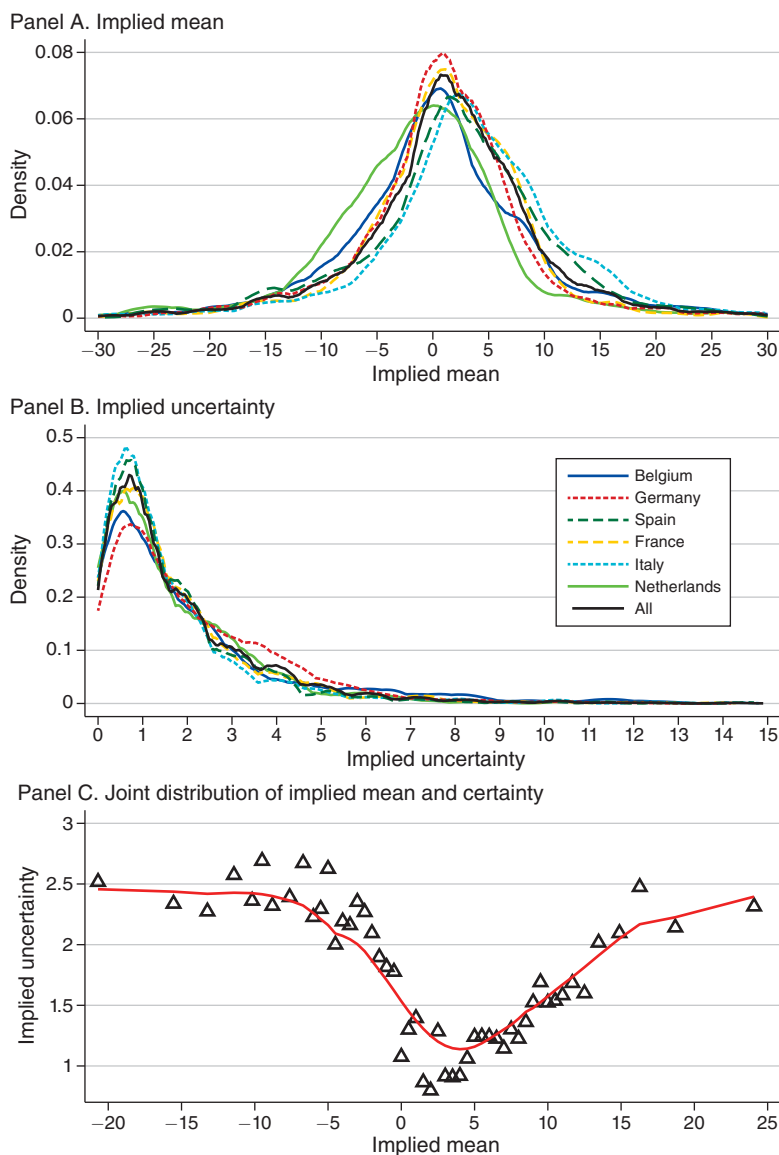 Panel A. Implied mean
0.08
0.06
0.04
0.02
0
Density
−30 −25 −20 −15 −10 −5 0 5 10 15 20 25 30
Implied mean
Panel B. Implied uncertainty
0.5
0.4
0.3
0.2
0.1
0
Density
Belgium
Germany
Spain
France
Italy
Netherlands
All
0 1 2 3 4 5 6 7 8 9 10 11 12 13 14 15
Implied uncertainty
Panel C. Joint distribution of implied mean and certainty
3
2.5
2
1.5
1
Implied uncertainty
−20 −15 −10 −5 0 5 10 15 20 25
Implied mean